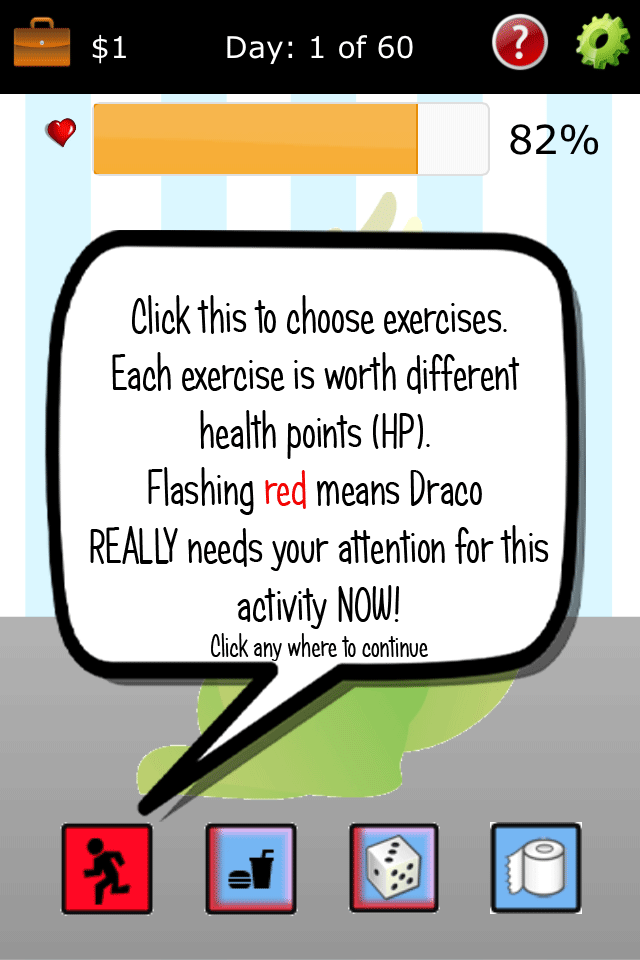 $1
Day: 1 of 60
?
82%
Click this to choose exercises.
Each exercise is worth different
health points (HP).
Flashing red means Draco
REALLY needs your attention for this
activity NOW!
Click any where to continue